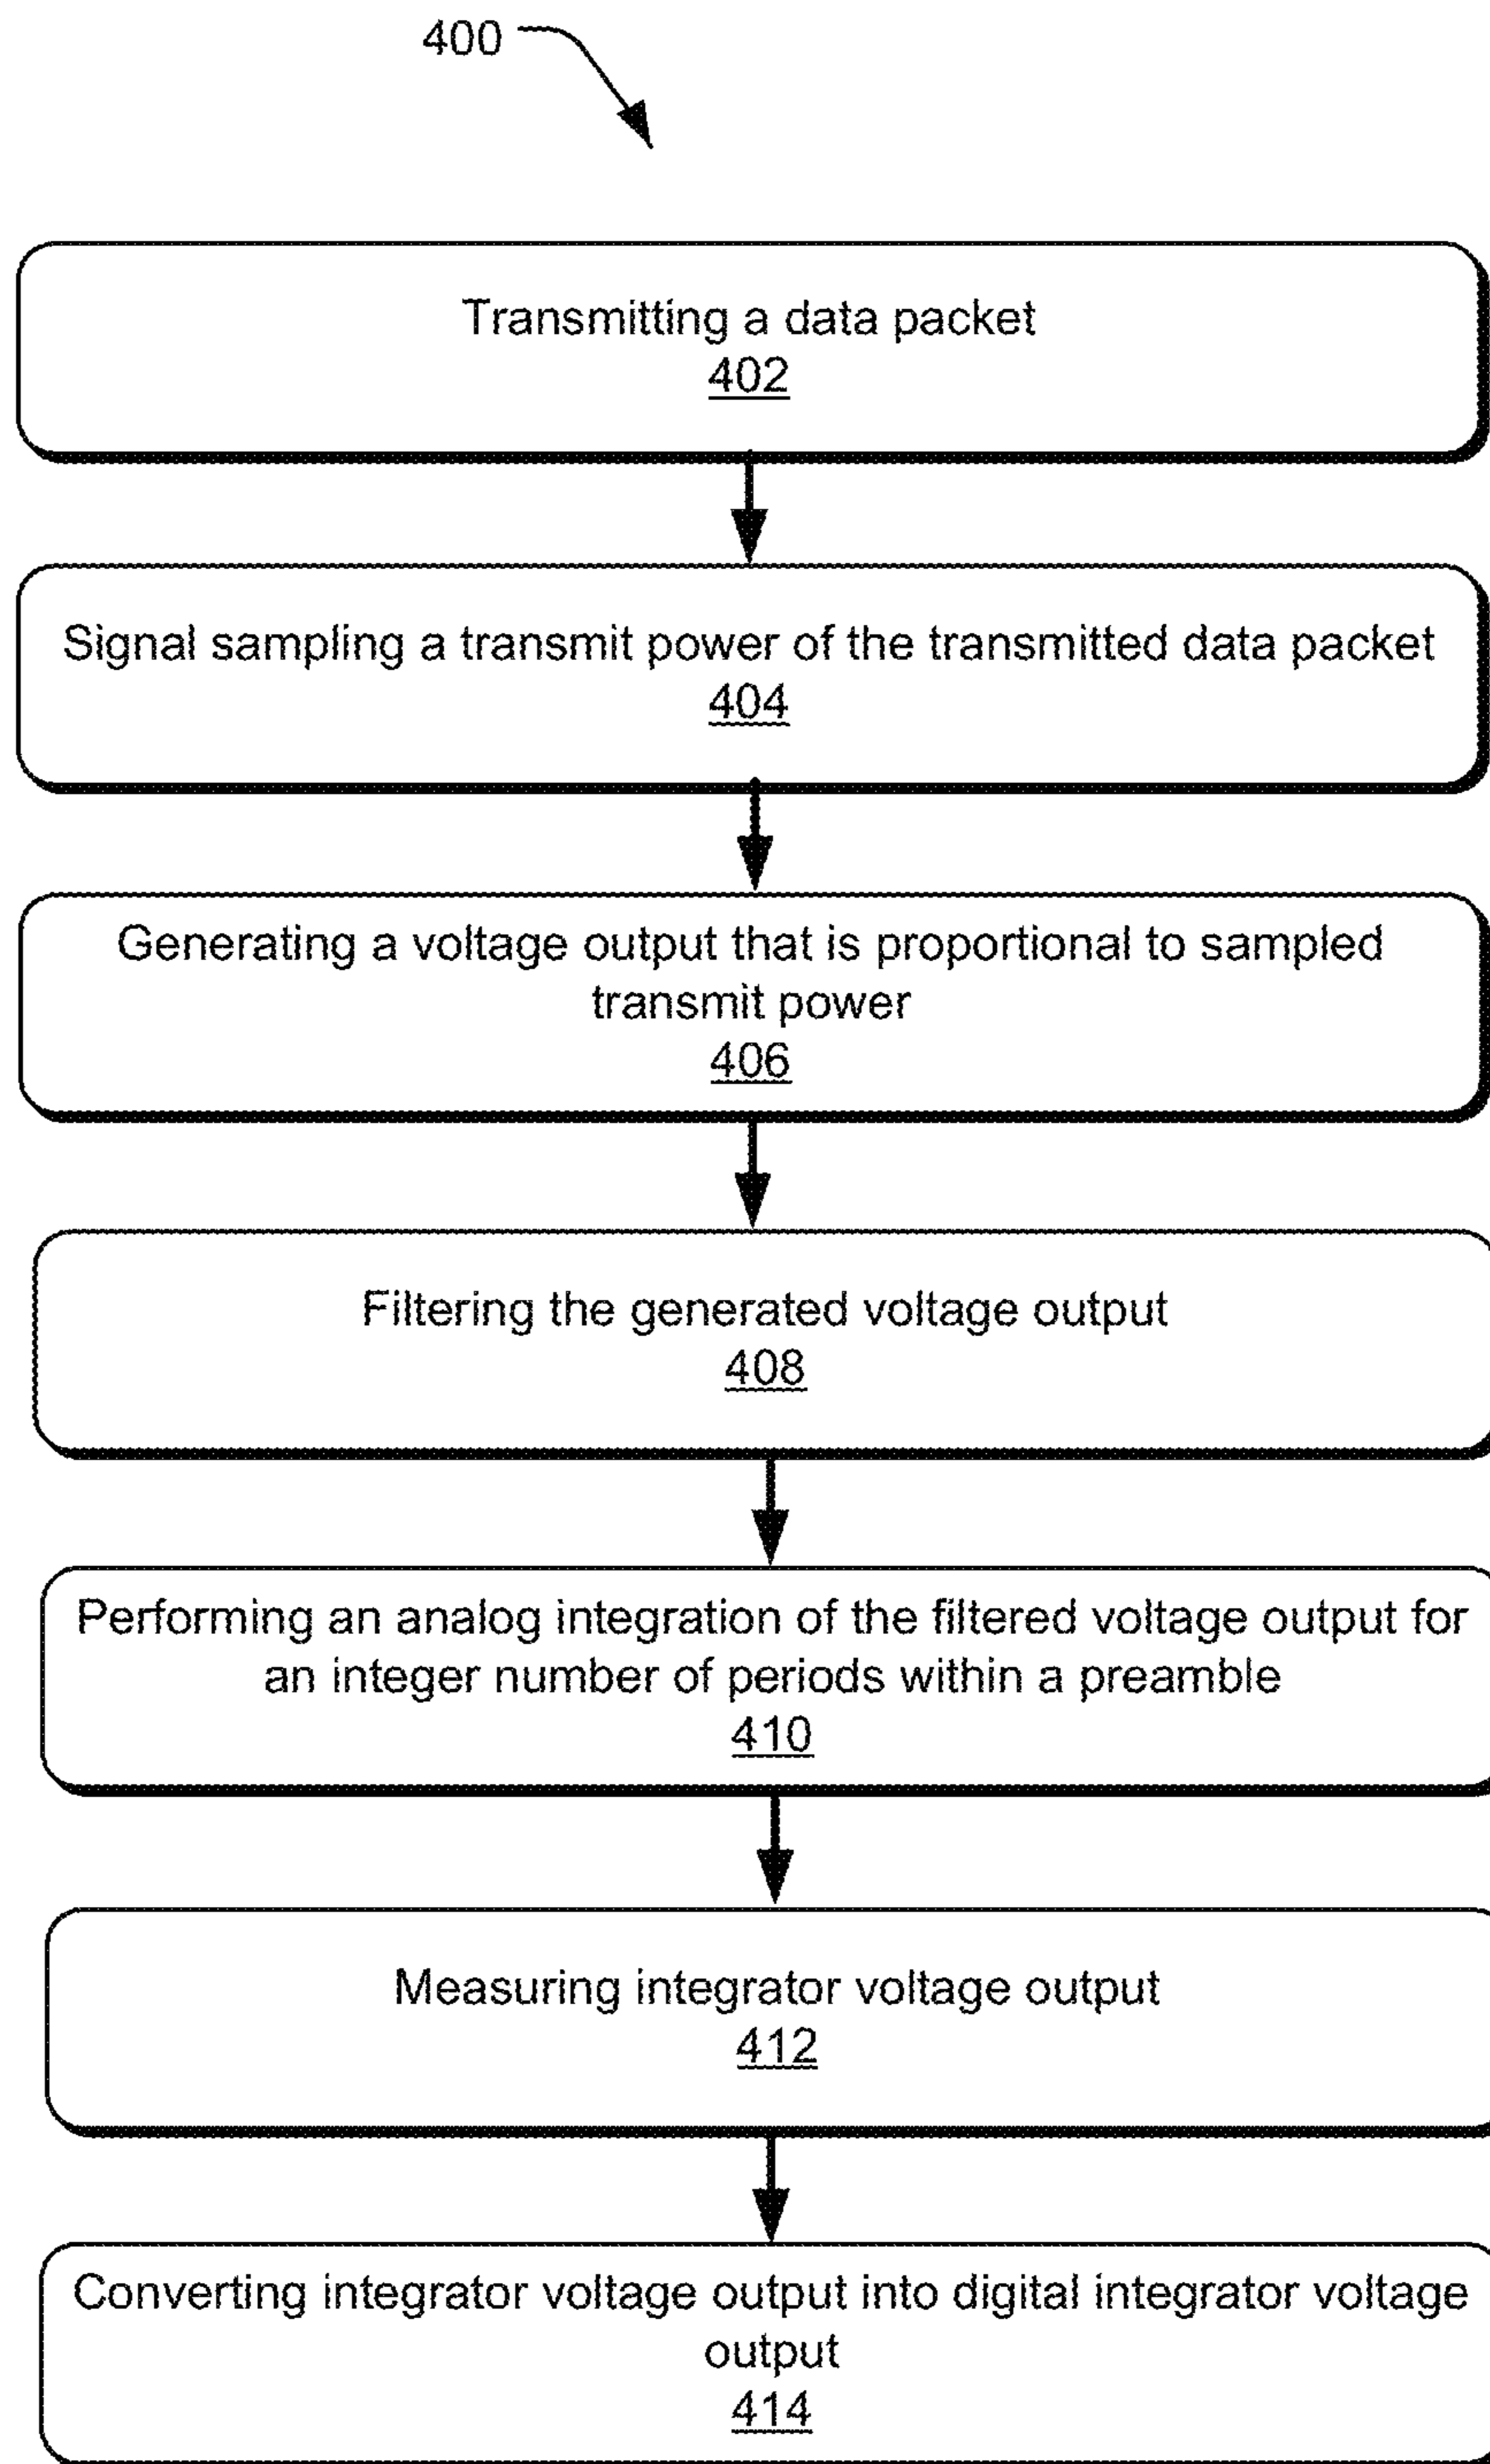 400
Transmitting a data packet
402
Signal sampling a transmit power of the transmitted data packet
404
Generating a voltage output that is proportional to sampled
transmit power
406
Filtering the generated voltage output
408
Performing an analog integration of the filtered voltage output for
an integer number of periods within a preamble
410
Measuring integrator voltage output
412
Converting integrator voltage output into digital integrator voltage
output
414